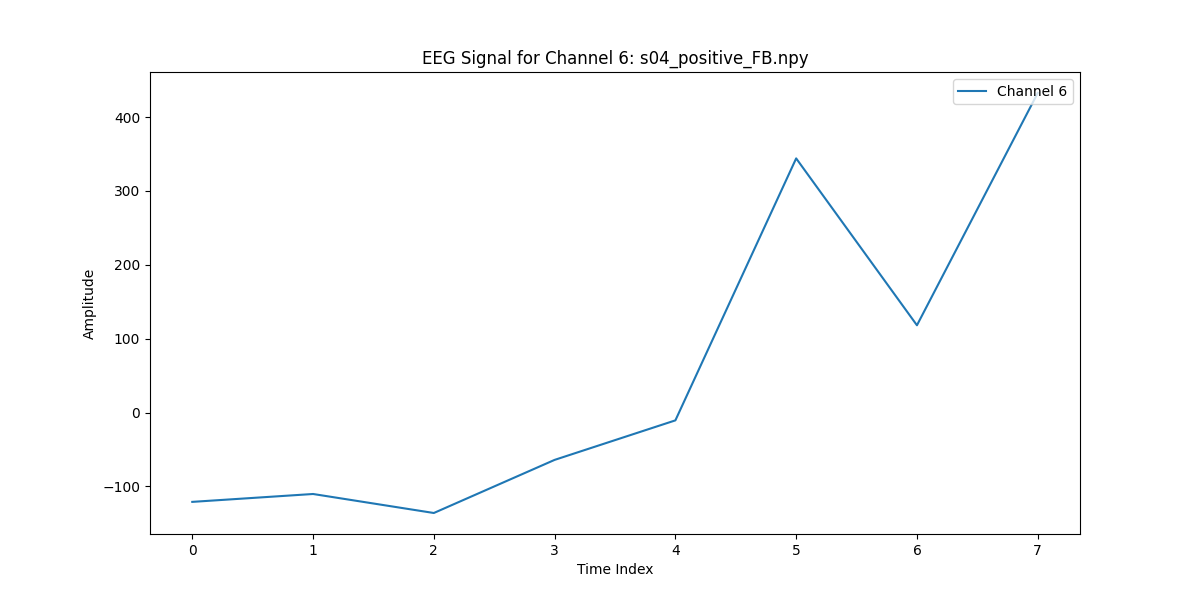 EEG Signal for Channel 6: s04_positive_FB.npy
Channel 6
400
300
200
100
0
−100
Amplitude
0 1 2 3 4 5 6 7
Time Index